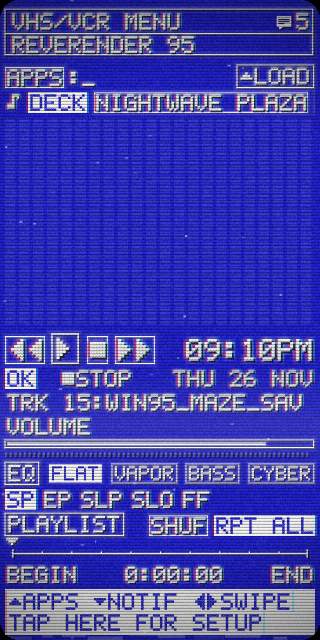 VHS/VCR MENU 5
REVERENDER 95
APPS:_ LOAD
DECK NIGHTWAVE PLAZA
09:10PM
OK STOP THU 26 NOV
TRK 15:WIN95_MAZE_SAV
VOLUME
EQ FLAT VAPOR BASS CYBER
SP EP SLP SLO FF
PLAYLIST SHUF RPT ALL
BEGIN 0:00:00 END
APPS NOTIF SWIPE
TAP HERE FOR SETUP